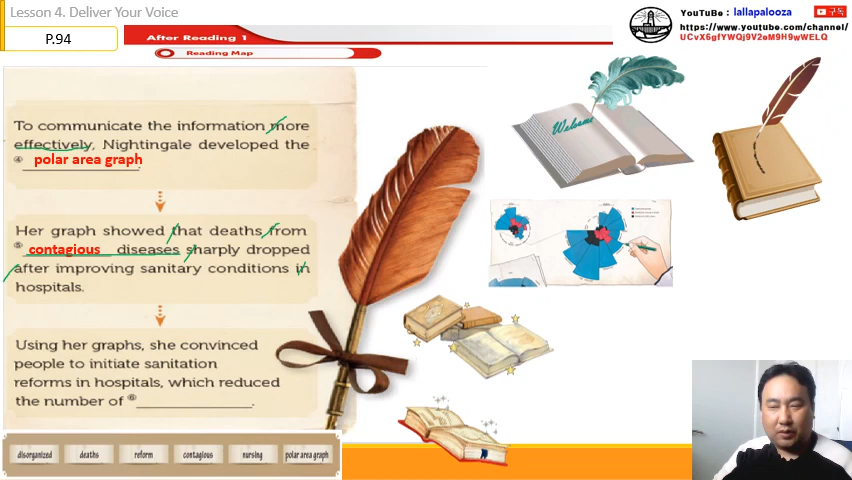 Lesson 4. Deliver Your Voice
P.94
After Reading 1
Reading Map
YouTuBe : lallapalooza
구독
https://www.youtube.com/channel/
UCvX6gfYWQj9V2eM9H9wWELQ
To communicate the information more
effectively, Nightingale developed the
④ polar area graph.
Her graph showed that deaths from
⑤ contagious diseases sharply dropped
after improving sanitary conditions in
hospitals.
Using her graphs, she convinced
people to initiate sanitation
reforms in hospitals, which reduced
the number of ⑥ ____________.
Welcome
disorganized
deaths
reform
contagious
nursing
polar area graph